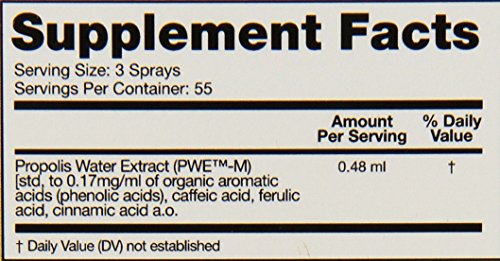 Supplement Facts
Serving Size: 3 Sprays
Servings Per Container: 55
Amount Per Serving
% Daily Value
Propolis Water Extract (PWE™-M) 0.48 ml †
[std, to 0.17mg/ml of organic aromatic
acids (phenolic acids), caffeic acid, ferulic
acid, cinnamic acid a.o.
† Daily Value (DV) not established